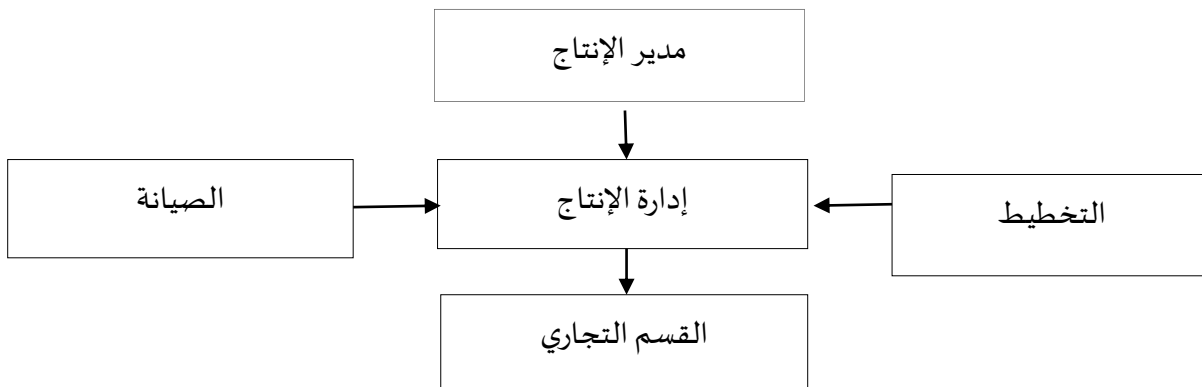 مدير الإنتاج
التخطيط
إدارة الإنتاج
الصيانة
القسم التجاري